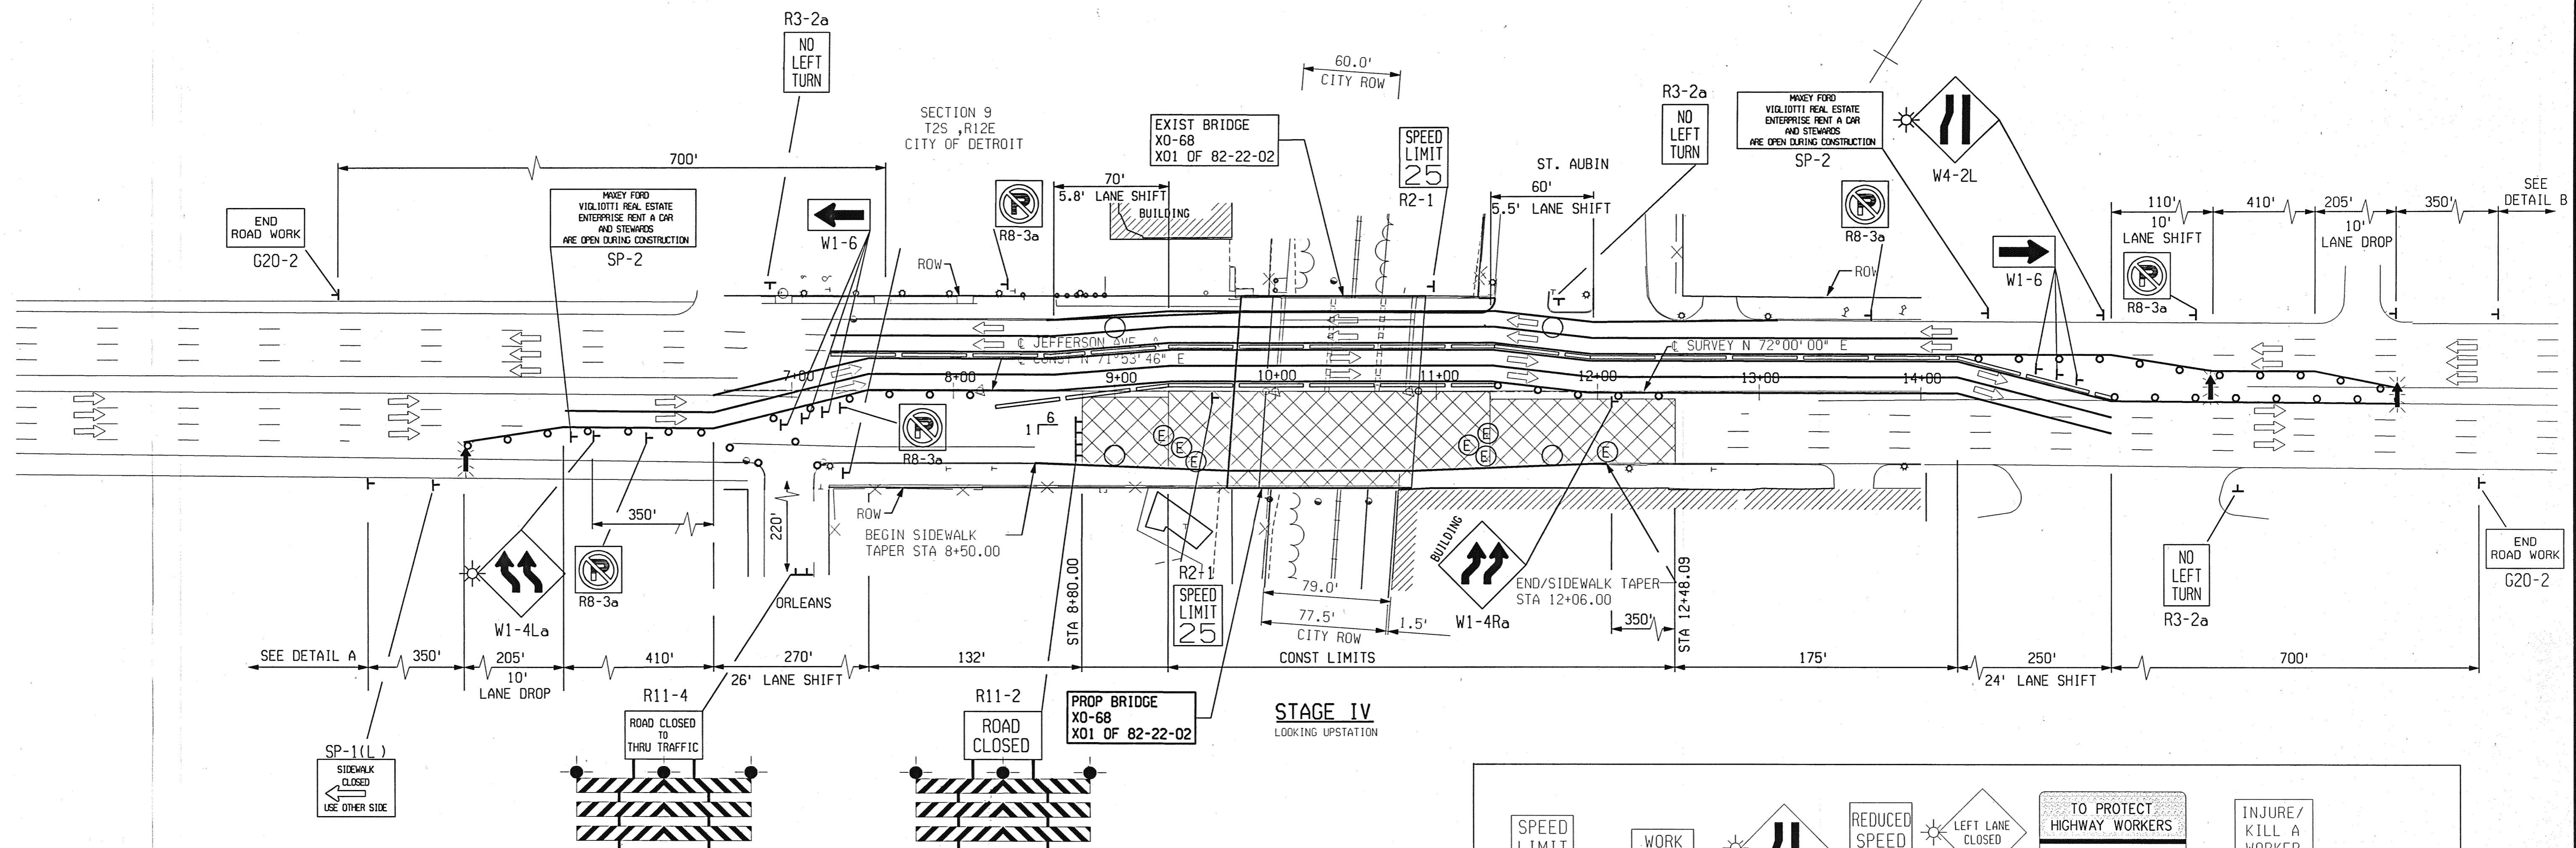 R3-2a
NO
LEFT
TURN
60.0'
CITY ROW
SECTION 9
T2S ,R12E
CITY OF DETROIT
EXIST BRIDGE
XO-68
X01 OF 82-22-02
SPEED
LIMIT
25
R2-1
ST. AUBIN
R3-2a
NO
LEFT
TURN
MAXEY FORD
VIGLIOTTI REAL ESTATE
ENTERPRISE RENT A CAR
AND STEWARDS
ARE OPEN DURING CONSTRUCTION
SP-2
W4-2L
700'
END
ROAD WORK
G20-2
MAXEY FORD
VIGLIOTTI REAL ESTATE
ENTERPRISE RENT A CAR
AND STEWARDS
ARE OPEN DURING CONSTRUCTION
SP-2
W1-6
P
R8-3a
70'
5.8' LANE SHIFT
BUILDING
60'
5.5' LANE SHIFT
P
R8-3a
W1-6
110'
10'
LANE SHIFT
410'
205'
10'
LANE DROP
350'
SEE
DETAIL B
P
R8-3a
ROW
ROW
℄ JEFFERSON AVE
CONST N 71°53'46" E
℄ SURVEY N 72°00'00" E
7+00
8+00
9+00
10+00
11+00
12+00
13+00
14+00
P
R8-3a
6
1
E
E
E
E
E
E
E
350'
P
R8-3a
W1-4La
220'
ORLEANS
ROW
BEGIN SIDEWALK
TAPER STA 8+50.00
STA 8+80.00
R2-1
SPEED
LIMIT
25
79.0'
77.5'
CITY ROW
1.5'
BUILDING
W1-4Ra
END/SIDEWALK TAPER
STA 12+06.00
350'
STA 12+48.09
NO
LEFT
TURN
R3-2a
END
ROAD WORK
G20-2
SEE DETAIL A
350'
205'
10'
LANE DROP
410'
270'
26' LANE SHIFT
132'
CONST LIMITS
175'
250'
24' LANE SHIFT
700'
SP-1(L)
SIDEWALK
CLOSED
USE OTHER SIDE
R11-4
ROAD CLOSED
TO
THRU TRAFFIC
R11-2
ROAD
CLOSED
PROP BRIDGE
XO-68
X01 OF 82-22-02
STAGE IV
LOOKING UPSTATION
SPEED
LIMIT
WORK
REDUCED
SPEED
LEFT LANE
CLOSED
TO PROTECT
HIGHWAY WORKERS
INJURE/
KILL A
WORKER